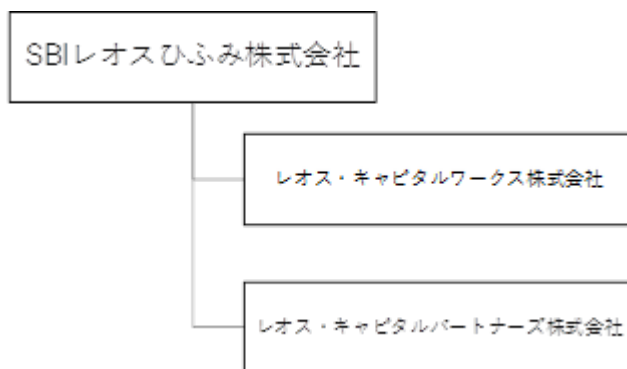 SBIレオスひふみ株式会社
レオス・キャピタルワークス株式会社
レオス・キャピタルパートナーズ株式会社